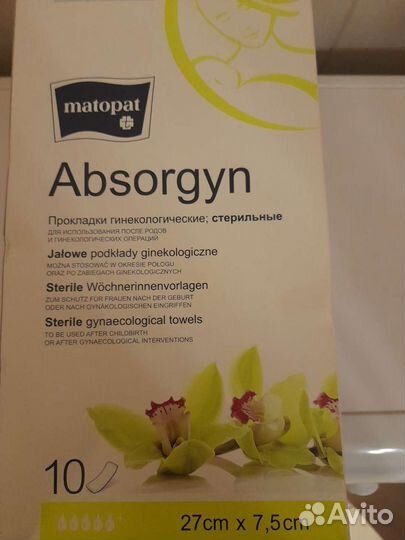 matopat
Absorgyn
Прокладки гинекологические; стерильные
ДЛЯ ИСПОЛЬЗОВАНИЯ ПОСЛЕ РОДОВ
И ГИНЕКОЛОГИЧЕСКИХ ОПЕРАЦИЙ
Jałowe podkłady ginekologiczne
MOŻNA STOSOWAĆ W OKRESIE POŁOGU
ORAZ PO ZABIEGACH GINEKOLOGICZNYCH
Sterile Wöchnerinnenvorlagen
ZUM SCHUTZ FÜR FRAUEN NACH DER GEBURT
ODER NACH GYNÄKOLOGISCHEN EINGRIFFEN
Sterile gynaecological towels
TO BE USED AFTER CHILDBIRTH
OR AFTER GYNAECOLOGICAL INTERVENTIONS
10
27cm x 7,5cm
Avito